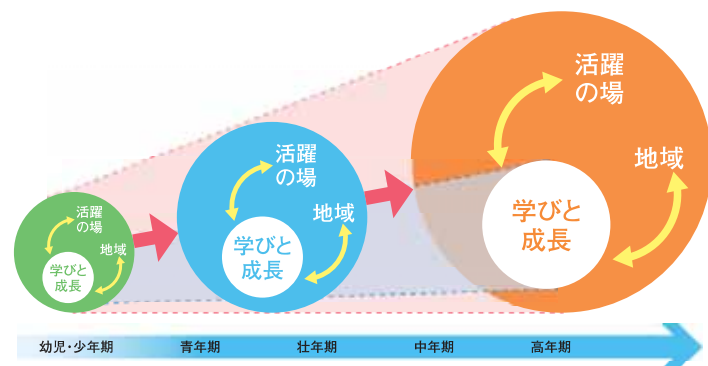 活躍
の場
地域
学びと
成長
活躍
の場
地域
学びと
成長
活躍
の場
地域
学びと
成長
幼児・少年期
青年期
壮年期
中年期
高年期